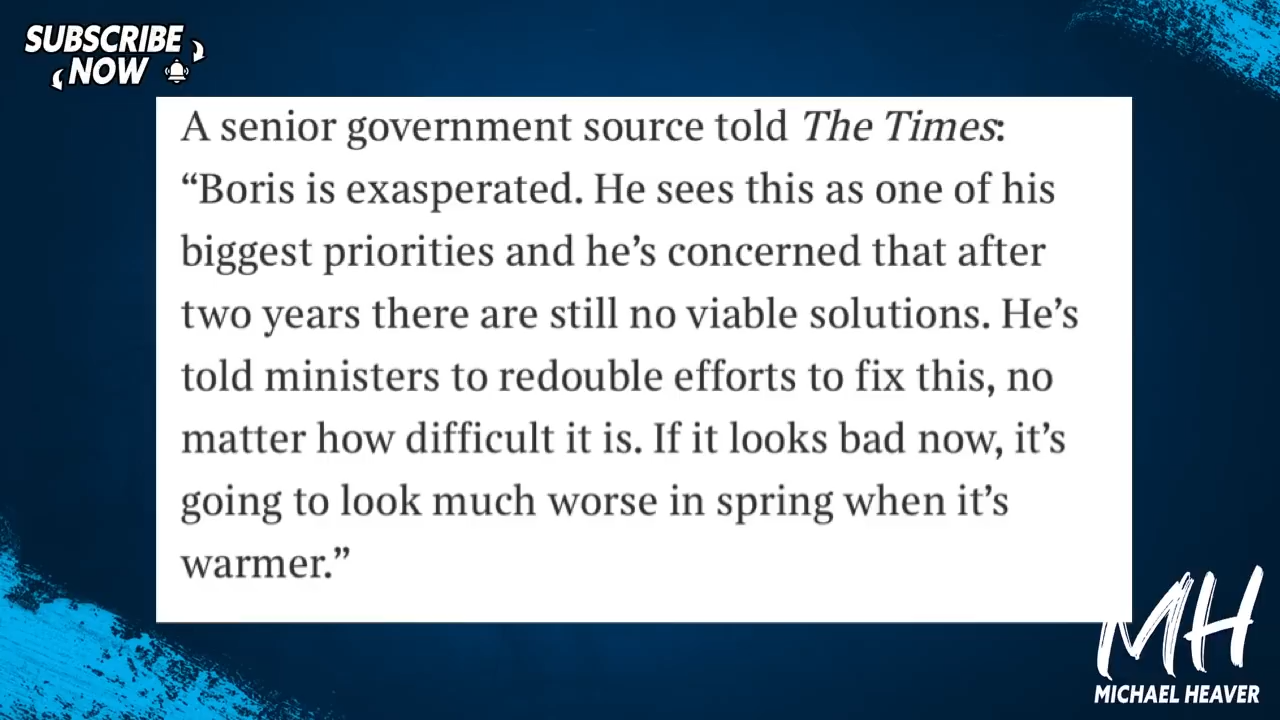 SUBSCRIBE
NOW
A senior government source told The Times:
“Boris is exasperated. He sees this as one of his
biggest priorities and he’s concerned that after
two years there are still no viable solutions. He’s
told ministers to redouble efforts to fix this, no
matter how difficult it is. If it looks bad now, it’s
going to look much worse in spring when it’s
warmer.”
MH
MICHAEL HEAVER